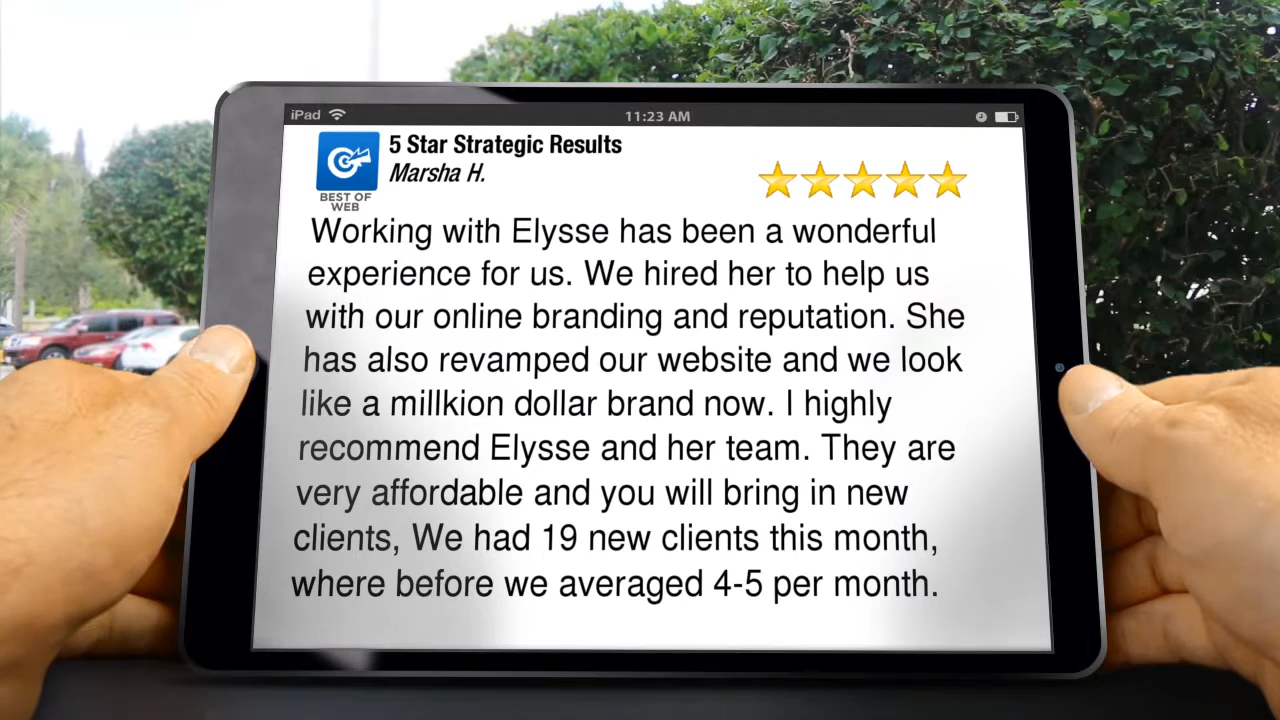 iPad 11:23 AM
5 Star Strategic Results
Marsha H.
BEST OF
WEB
Working with Elysse has been a wonderful
experience for us. We hired her to help us
with our online branding and reputation. She
has also revamped our website and we look
like a millkion dollar brand now. I highly
recommend Elysse and her team. They are
very affordable and you will bring in new
clients, We had 19 new clients this month,
where before we averaged 4-5 per month.